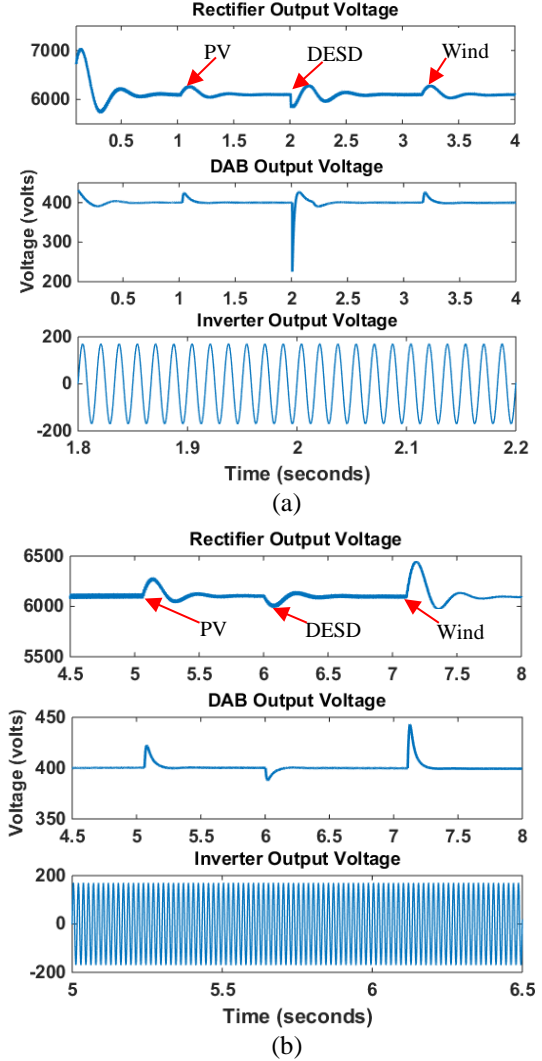 Rectifier Output Voltage
7000
6000
PV
DESD
Wind
0.5 1 1.5 2 2.5 3 3.5 4
DAB Output Voltage
Voltage (volts)
400
300
200
0.5 1 1.5 2 2.5 3 3.5 4
Inverter Output Voltage
200
0
-200
1.8 1.9 2 2.1 2.2
Time (seconds)
(a)
Rectifier Output Voltage
6500
6000
5500
PV
DESD
Wind
4.5 5 5.5 6 6.5 7 7.5 8
DAB Output Voltage
Voltage (volts)
450
400
350
4.5 5 5.5 6 6.5 7 7.5 8
Inverter Output Voltage
200
0
-200
5 5.5 6 6.5
Time (seconds)
(b)